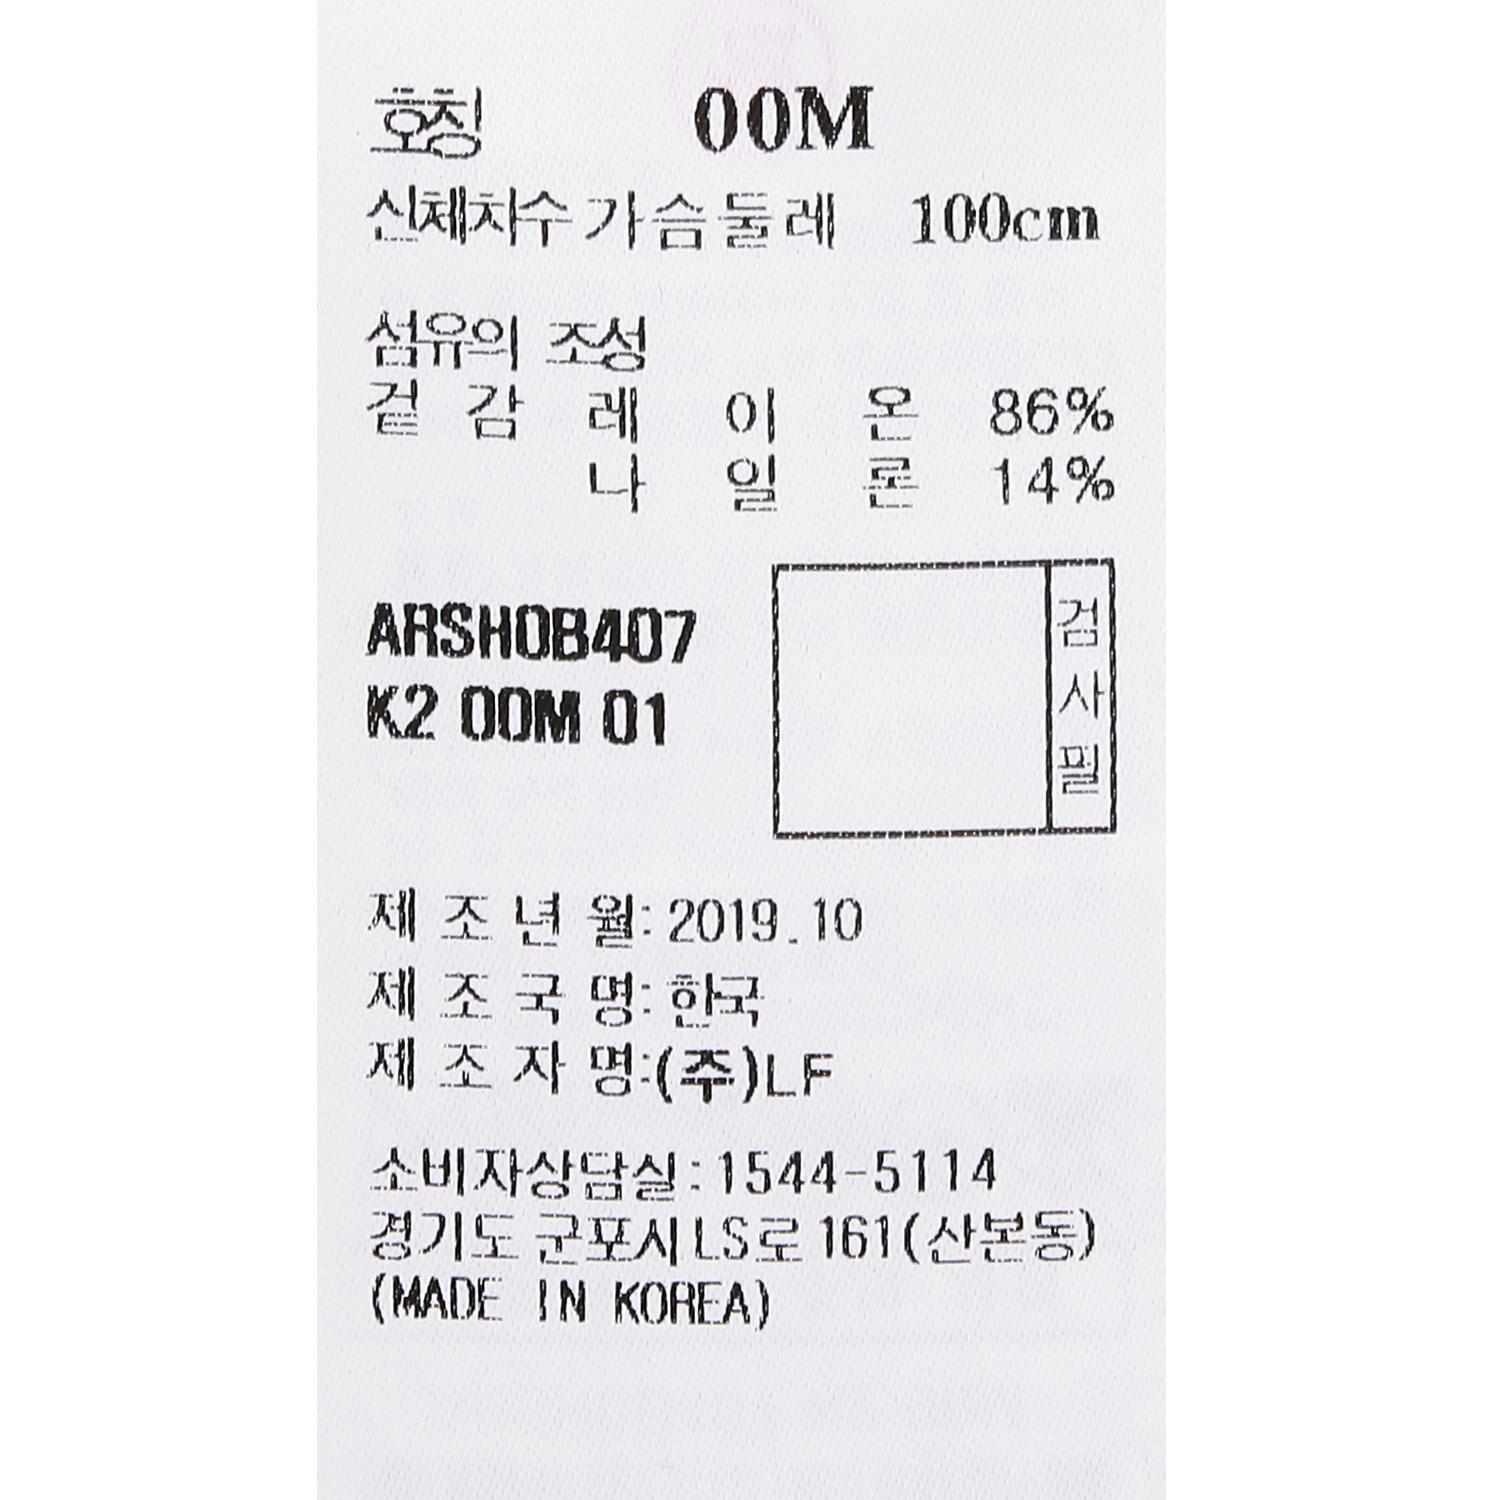 호칭 00M
신체치수 가슴둘레 100cm
섬유의 조성
겉감 레이온 86%
나일론 14%
ARSH0B407
K2 00M 01
검사필
제조년월: 2019.10
제조국명: 한국
제조자명:(주)LF
소비자상담실: 1544-5114
경기도 군포시 LS로 161(산본동)
(MADE IN KOREA)